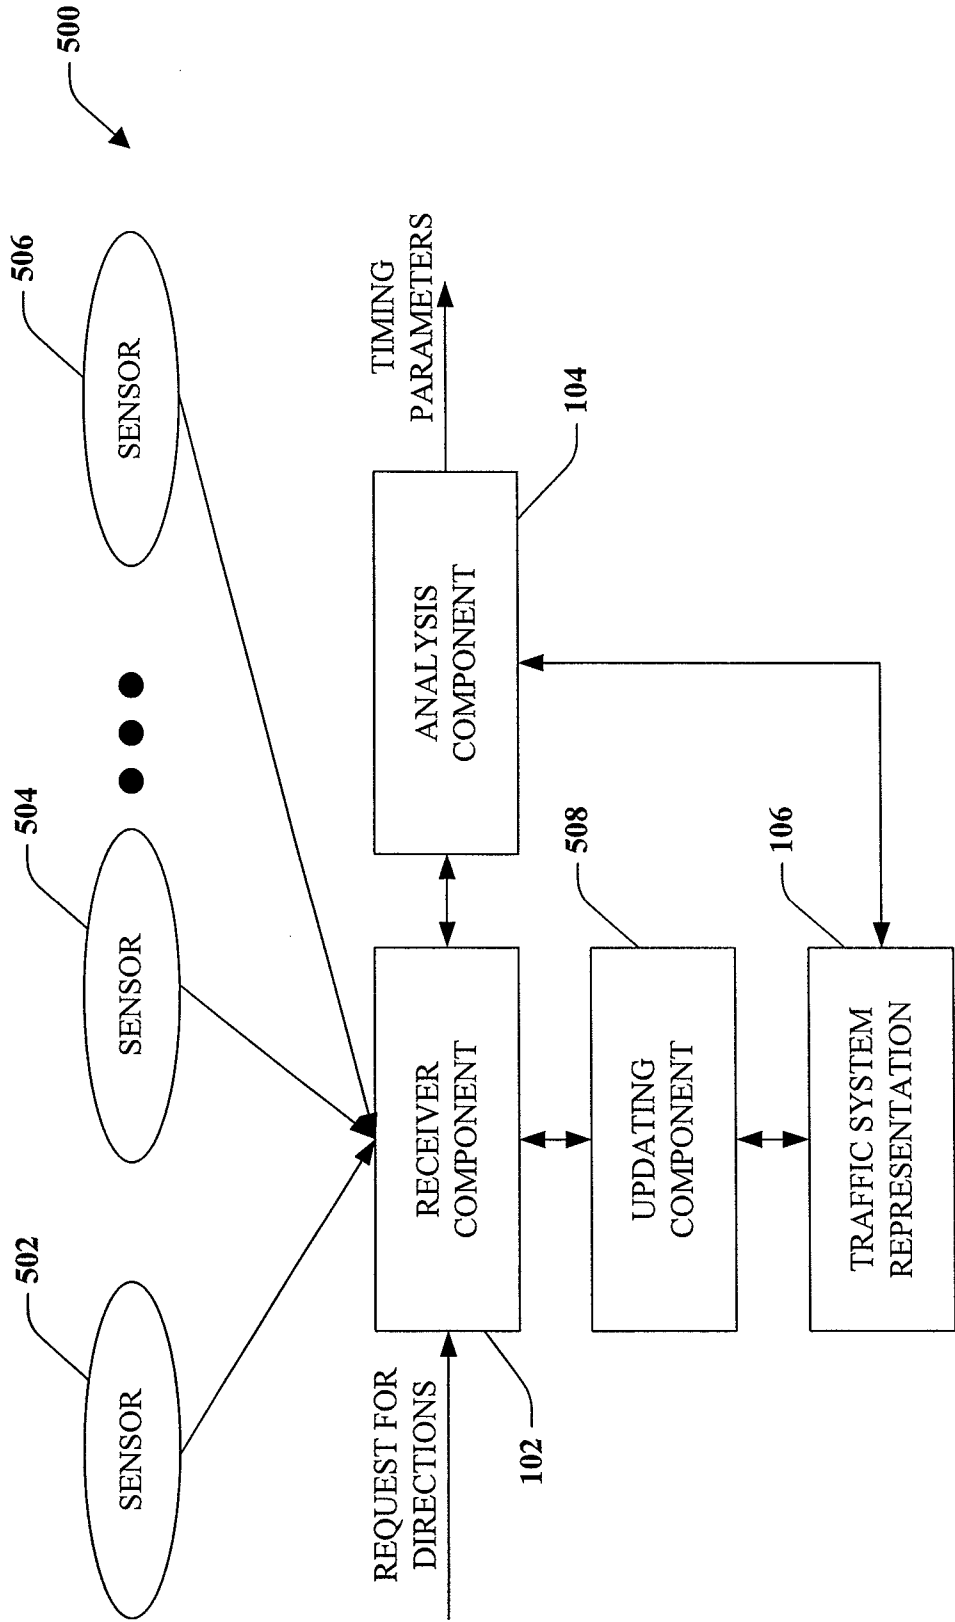 500
502
504
506
SENSOR
SENSOR
SENSOR
REQUEST FOR
DIRECTIONS
RECEIVER
COMPONENT
102
ANALYSIS
COMPONENT
104
TIMING
PARAMETERS
UPDATING
COMPONENT
508
TRAFFIC SYSTEM
REPRESENTATION
106